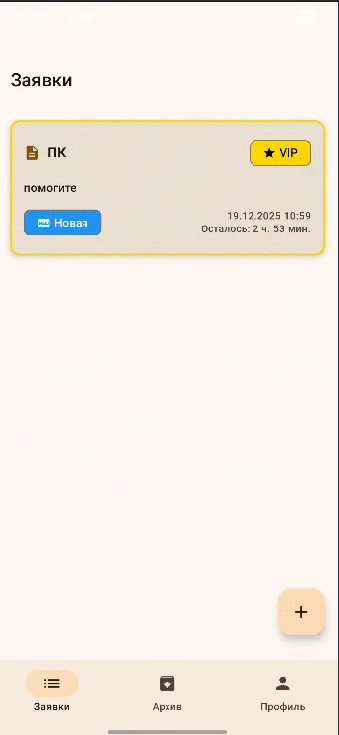 Заявки
ПК
VIP
помогите
Новая
19.12.2025 10:59
Осталось: 2 ч. 53 мин.
+
Заявки
Архив
Профиль